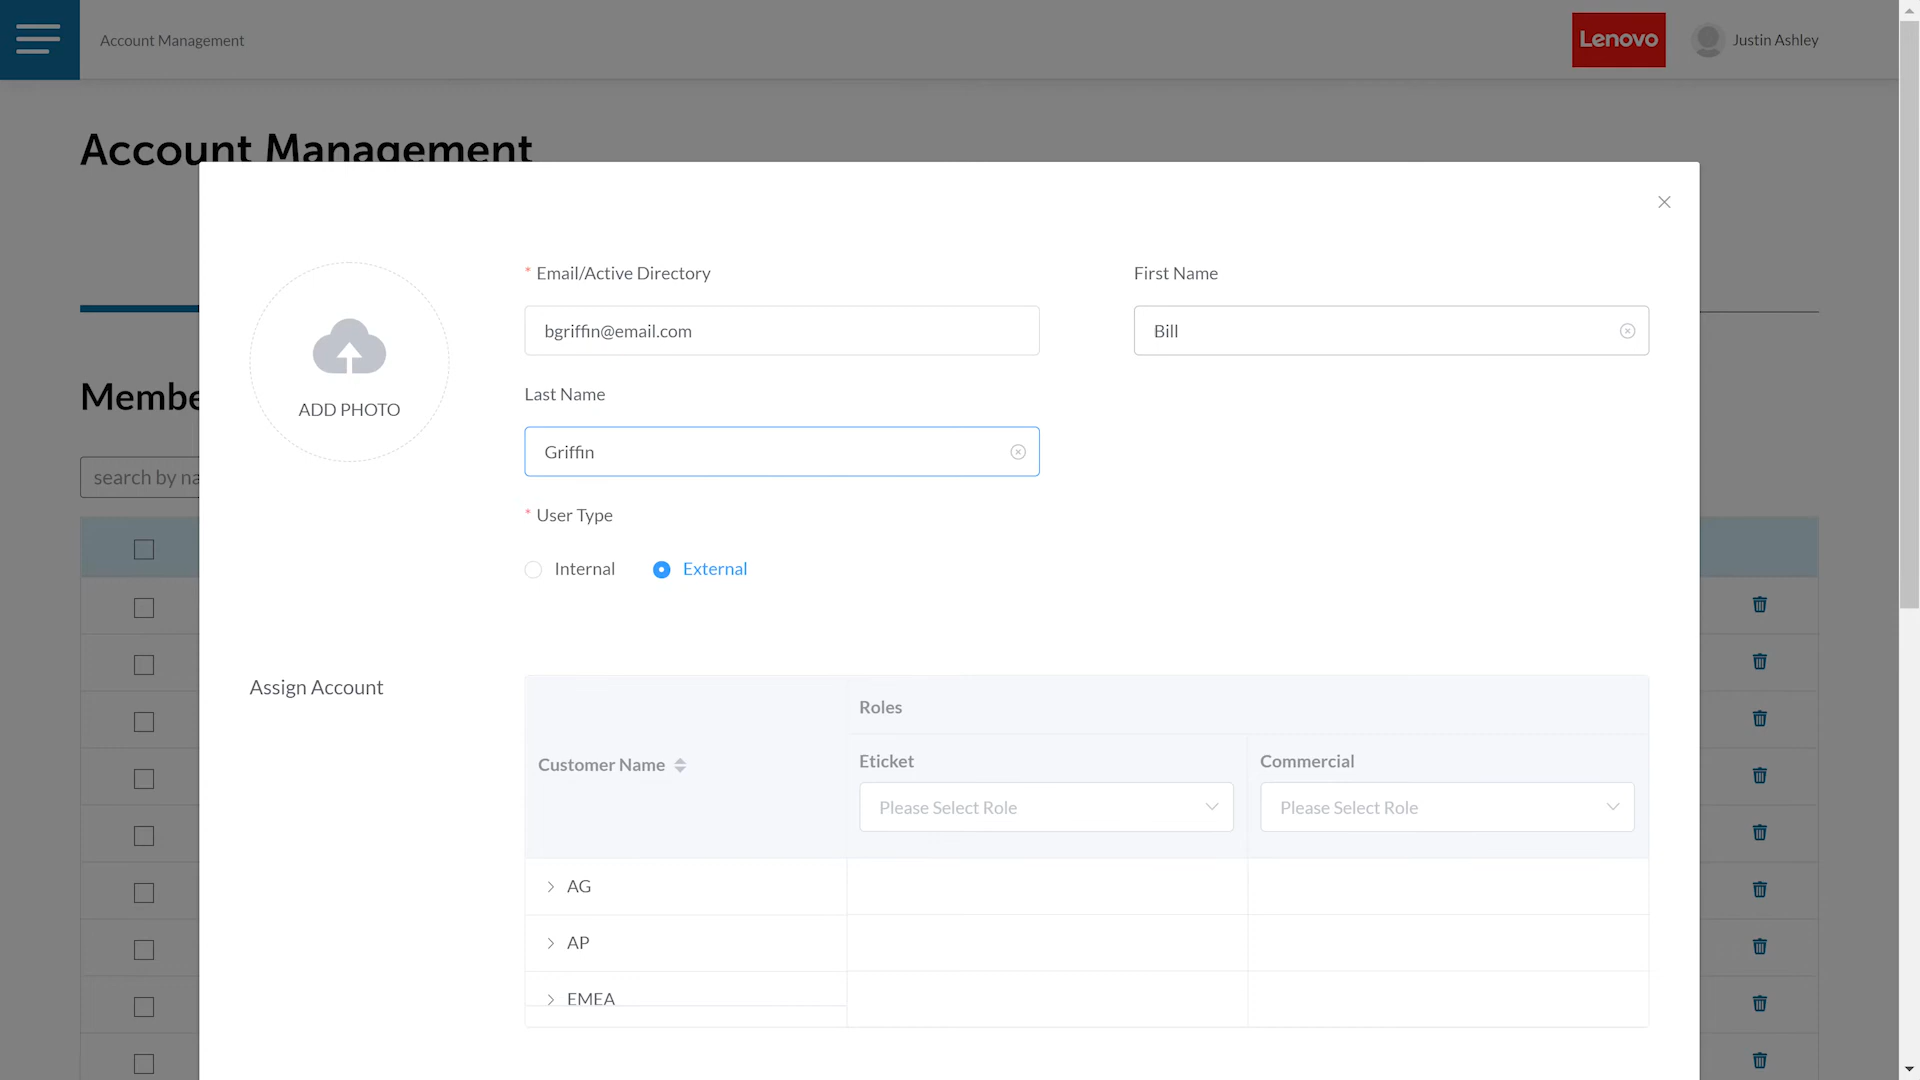 Account Management
Lenovo
Justin Ashley
Account Management
* Email/Active Directory
First Name
bgriffin@email.com
Bill
ADD PHOTO
Last Name
Griffin
* User Type
Internal
External
Assign Account
Roles
Customer Name
Eticket
Commercial
Please Select Role
Please Select Role
AG
AP
EMEA
Membe
search by na